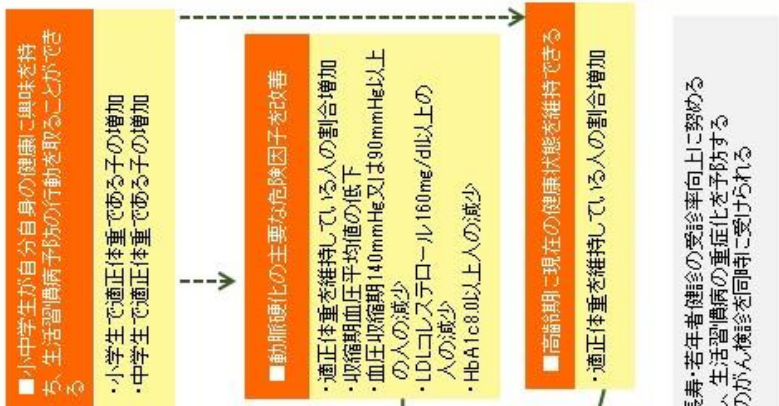 ■小中学生が自分自身の健康に興味を持
ち、生活習慣病予防の行動を取ることができ
る
・小学生で適正体重である子の増加
・中学生で適正体重である子の増加
■動脈硬化の主要な危険因子を改善
・適正体重を維持している人の割合増加
・収縮期血圧平均値の低下
・血圧収縮期140mmHg又は90mmHg以上
の人の減少
・LDLコレステロール160mg/dl以上の
人の減少
・HbA1c8.0以上人の減少
■高齢期に現在の健康状態を維持できる
・適正体重を維持している人の割合増加
長寿・若年者健診の受診率向上に努める
、生活習慣病の重症化を予防する
のがん検診を同時に受けられる